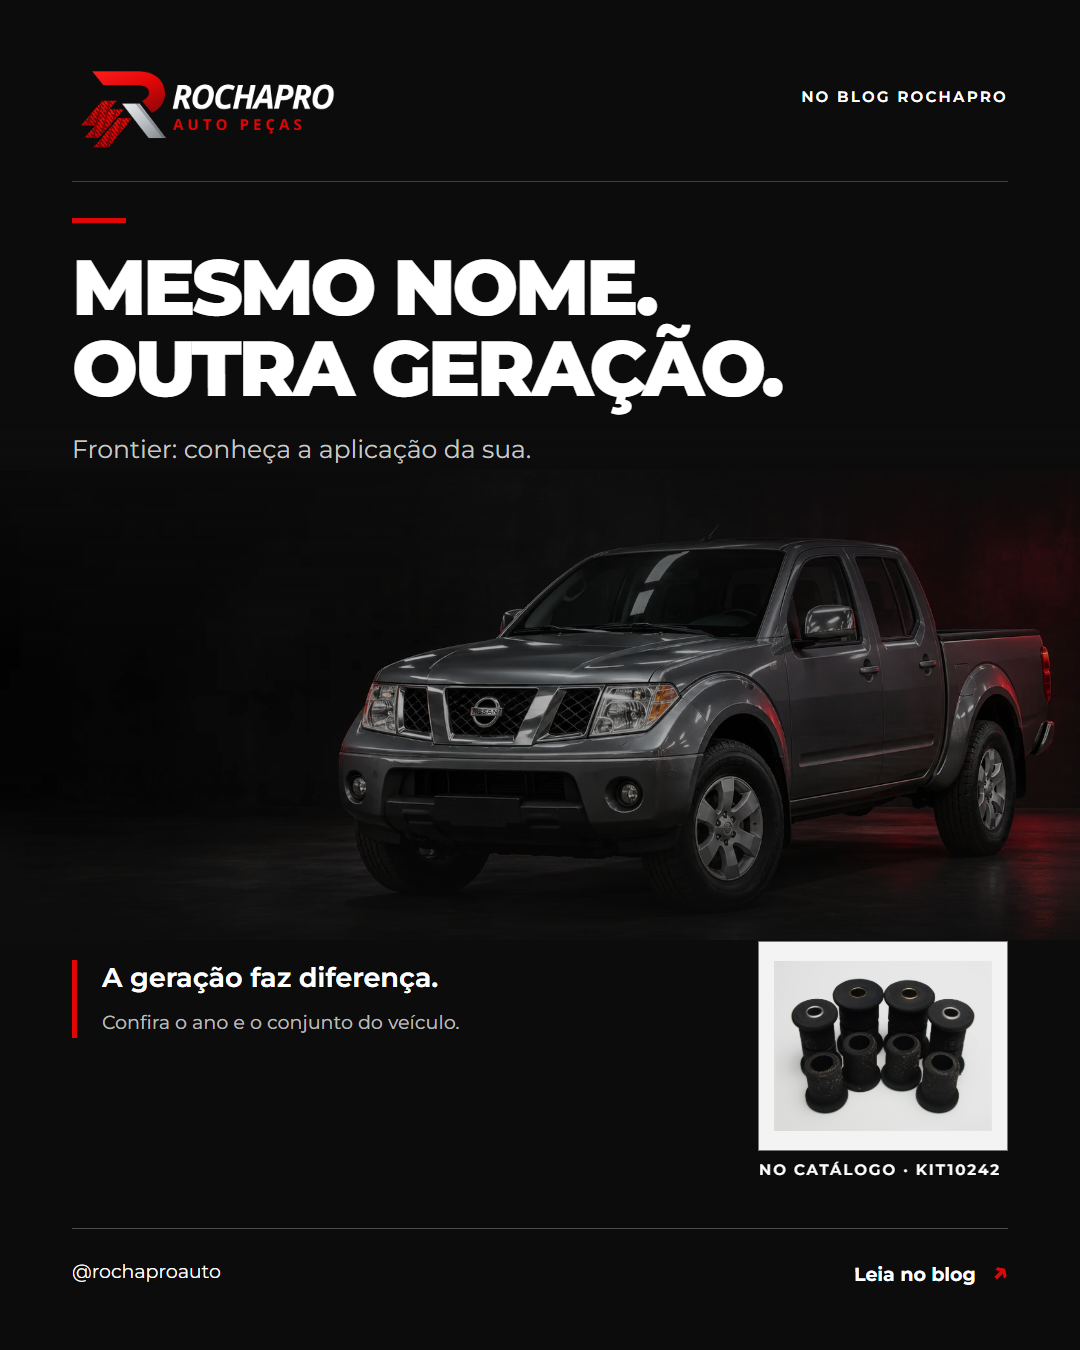 ROCHAPRO
AUTO PEÇAS
NO BLOG ROCHAPRO
MESMO NOME.
OUTRA GERAÇÃO.
Frontier: conheça a aplicação da sua.
NISSAN
A geração faz diferença.
Confira o ano e o conjunto do veículo.
NO CATÁLOGO · KIT10242
@rochaproauto
Leia no blog